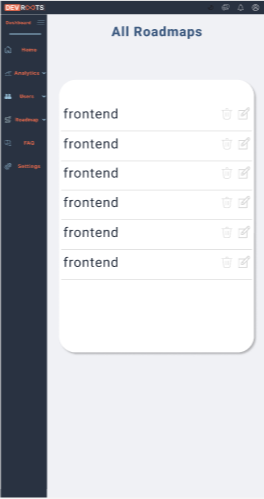 DEVROOTS
Dashboard
Home
Analytics
Users
Roadmap
FAQ
Settings
All Roadmaps
frontend
frontend
frontend
frontend
frontend
frontend